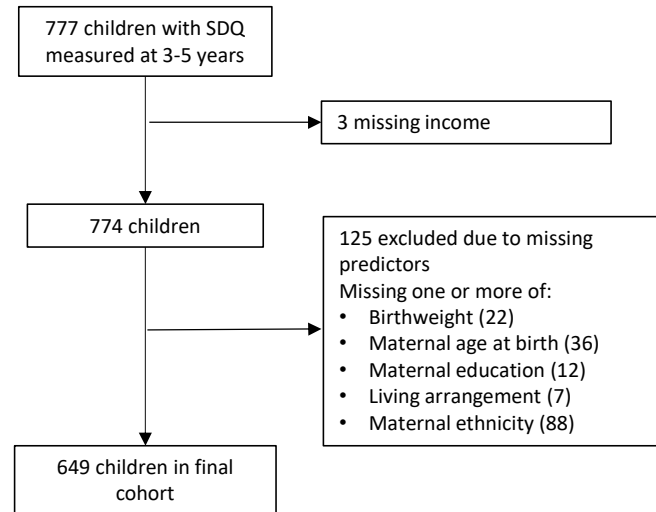 777 children with SDQ
measured at 3-5 years
3 missing income
774 children
125 excluded due to missing
predictors
Missing one or more of:
• Birthweight (22)
• Maternal age at birth (36)
• Maternal education (12)
• Living arrangement (7)
• Maternal ethnicity (88)
649 children in final
cohort